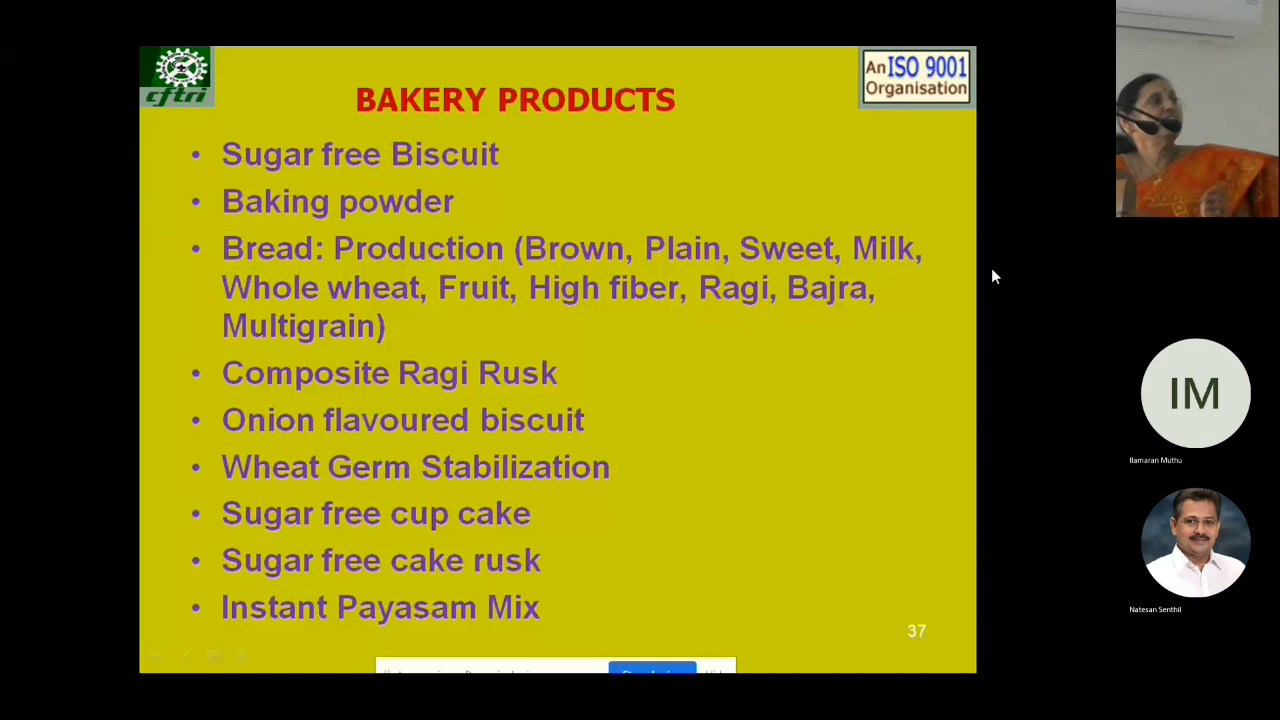 cftri
BAKERY PRODUCTS
An ISO 9001
Organisation
• Sugar free Biscuit
• Baking powder
• Bread: Production (Brown, Plain, Sweet, Milk,
Whole wheat, Fruit, High fiber, Ragi, Bajra,
Multigrain)
• Composite Ragi Rusk
• Onion flavoured biscuit
• Wheat Germ Stabilization
• Sugar free cup cake
• Sugar free cake rusk
• Instant Payasam Mix
37
IM
Ilamaran Muthu
Natesan Senthil